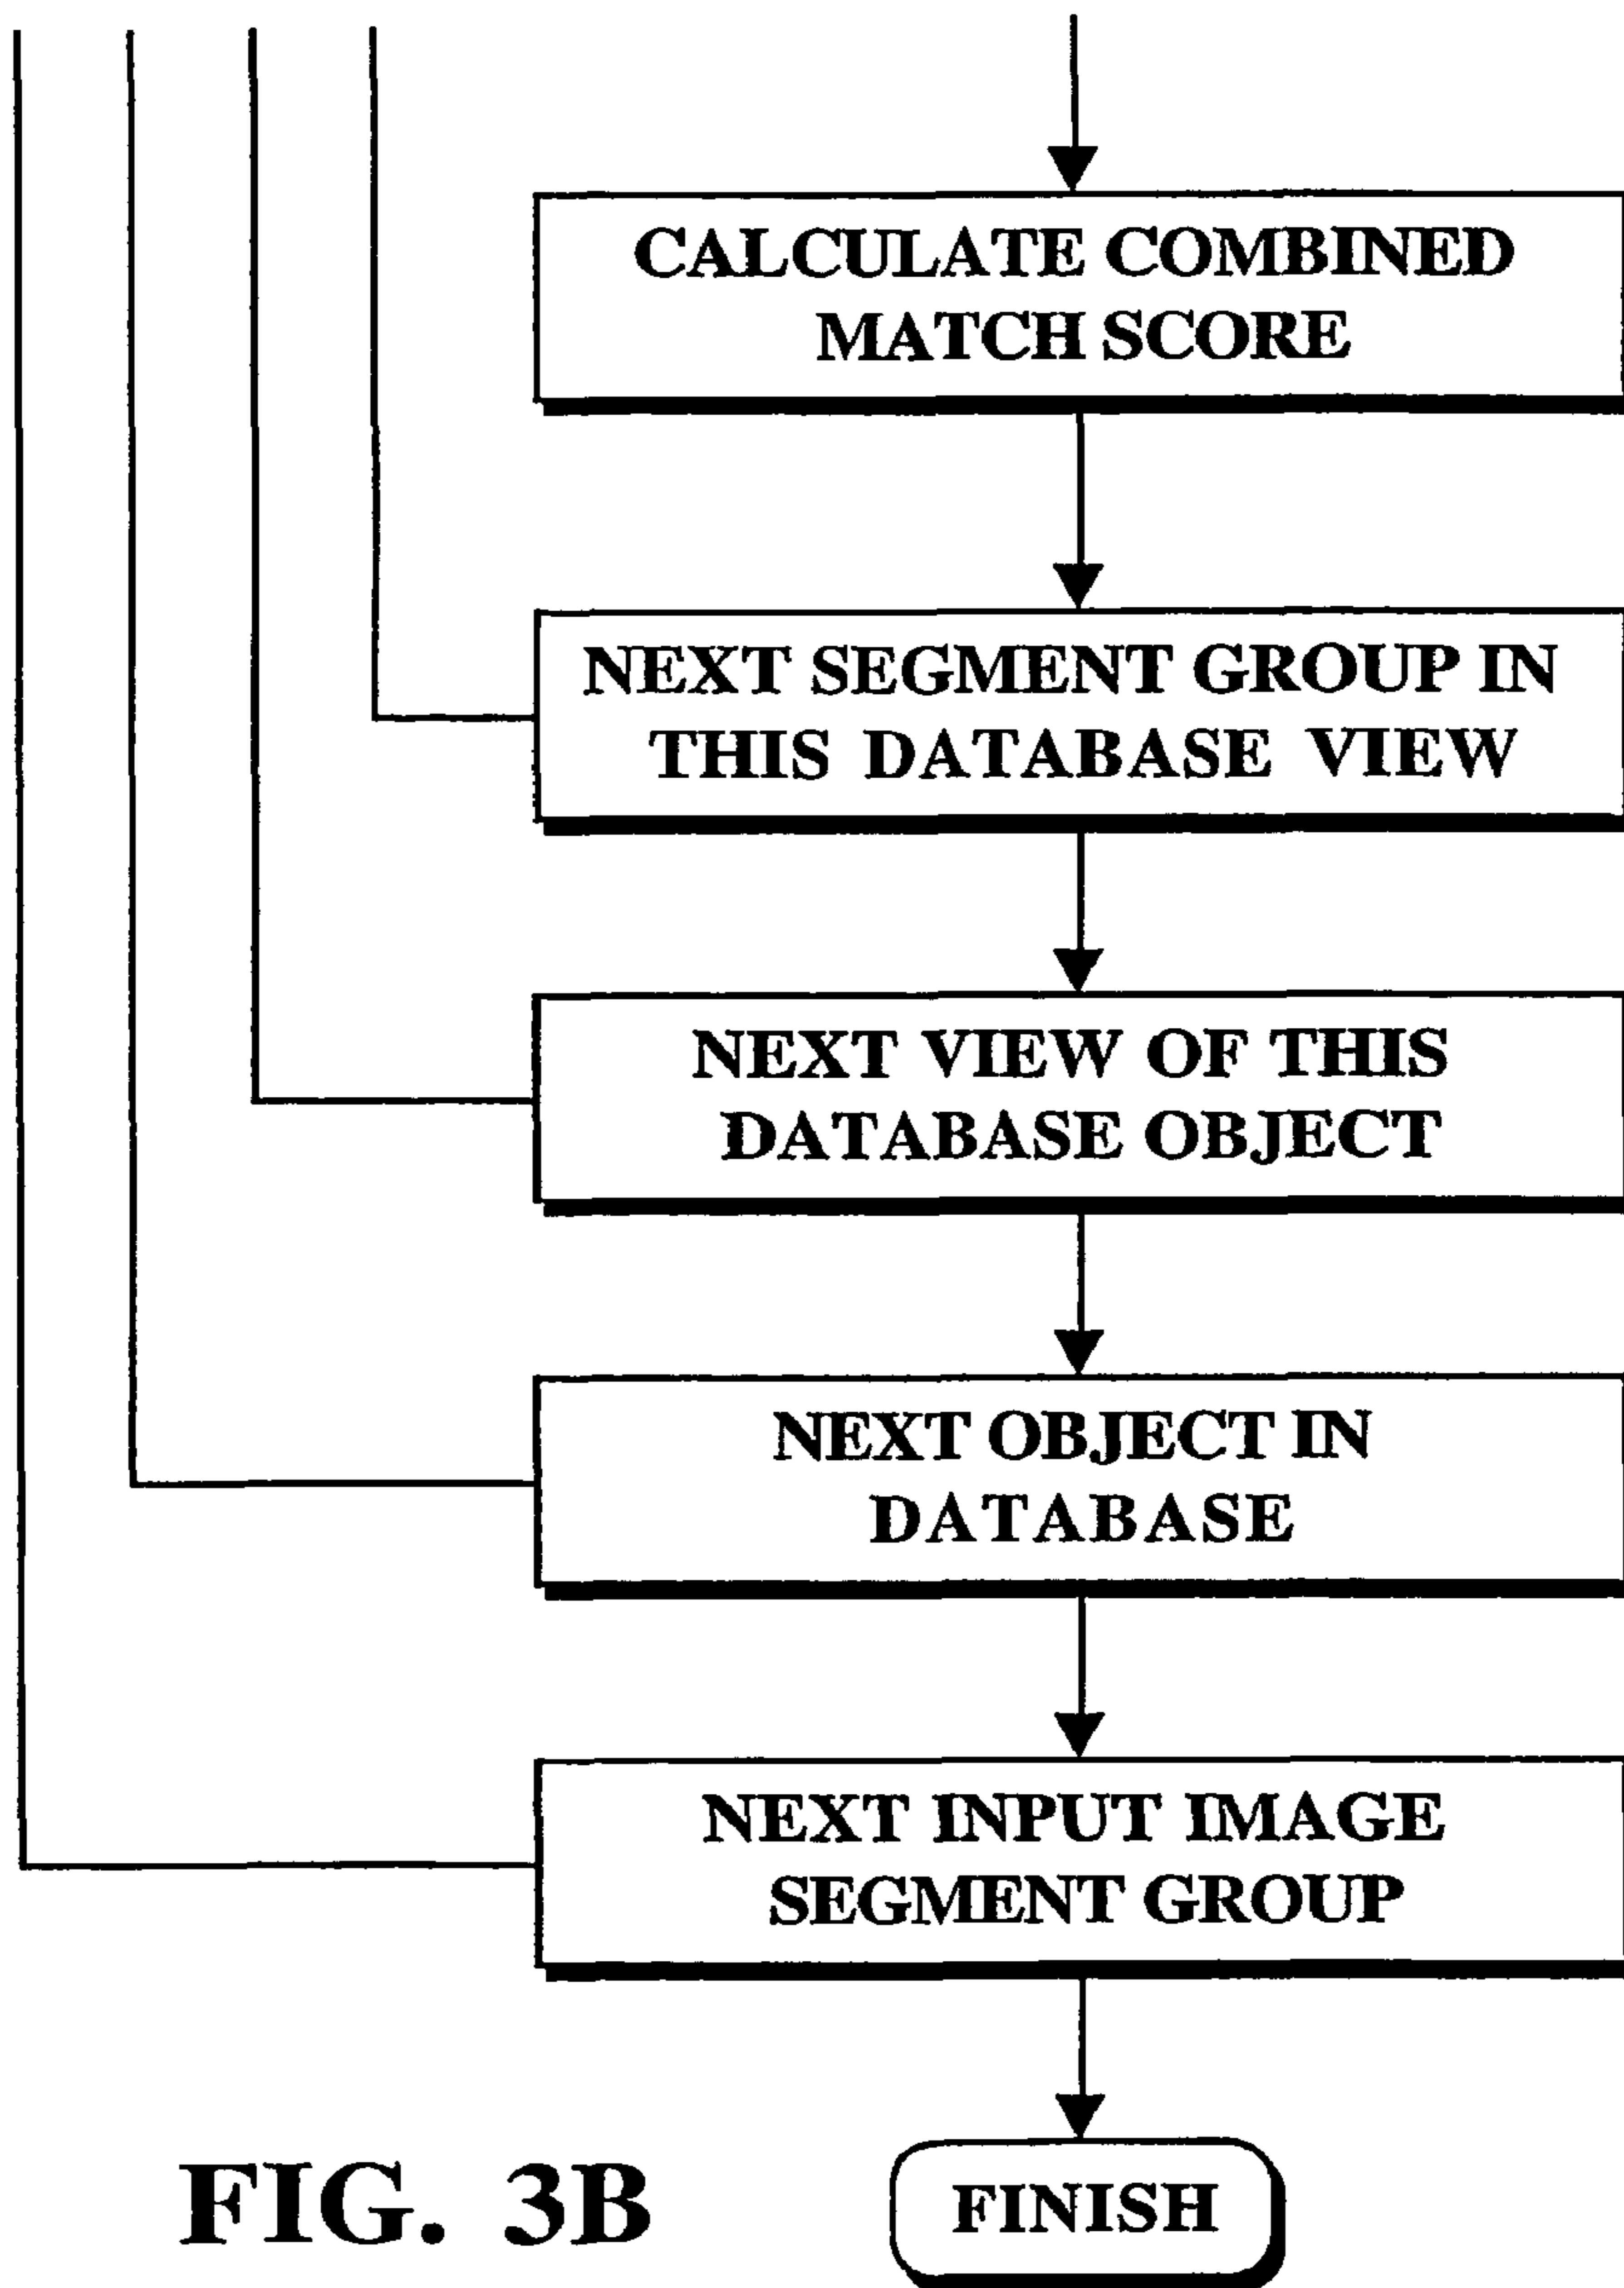 CALCULATE COMBINED
MATCH SCORE
NEXT SEGMENT GROUP IN
THIS DATABASE VIEW
NEXT VIEW OF THIS
DATABASE OBJECT
NEXT OBJECT IN
DATABASE
NEXT INPUT IMAGE
SEGMENT GROUP
FINISH
FIG. 3B